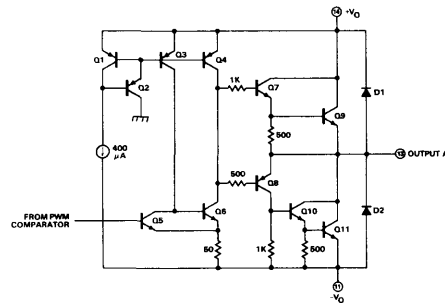 14 +VO
Q1
Q3
Q4
Q2
1K
Q7
D1
Q9
500
400
μA
13 OUTPUT A
500
Q8
D2
FROM PWM
COMPARATOR
Q5
Q6
Q10
Q11
50
1K
500
11
-VO